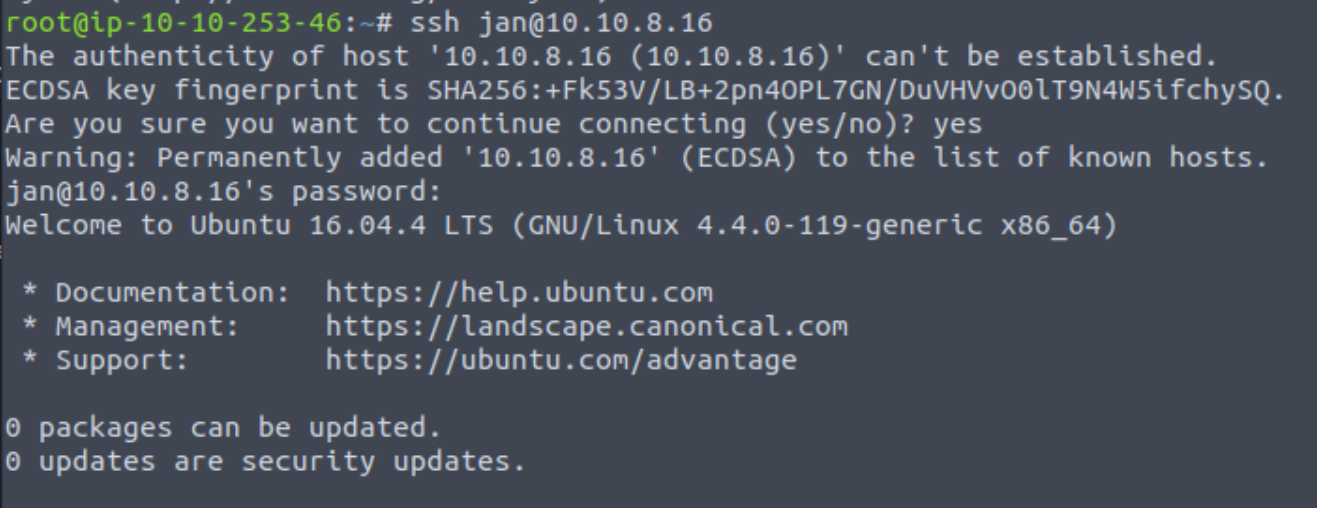 root@ip-10-10-253-46:~# ssh jan@10.10.8.16
The authenticity of host '10.10.8.16 (10.10.8.16)' can't be established.
ECDSA key fingerprint is SHA256:+Fk53V/LB+2pn4OPL7GN/DuVHVvO0lT9N4W5ifchySQ.
Are you sure you want to continue connecting (yes/no)? yes
Warning: Permanently added '10.10.8.16' (ECDSA) to the list of known hosts.
jan@10.10.8.16's password:
Welcome to Ubuntu 16.04.4 LTS (GNU/Linux 4.4.0-119-generic x86_64)
* Documentation: https://help.ubuntu.com
* Management: https://landscape.canonical.com
* Support: https://ubuntu.com/advantage
0 packages can be updated.
0 updates are security updates.